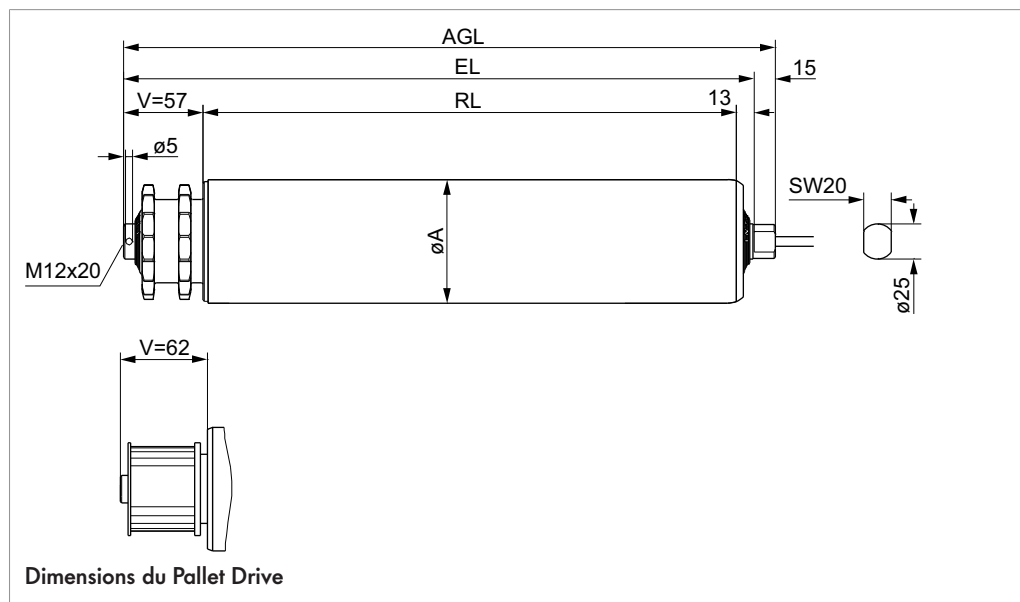 AGL
EL
15
V=57
RL
13
ø5
SW20
øA
M12x20
ø25
V=62
Dimensions du Pallet Drive